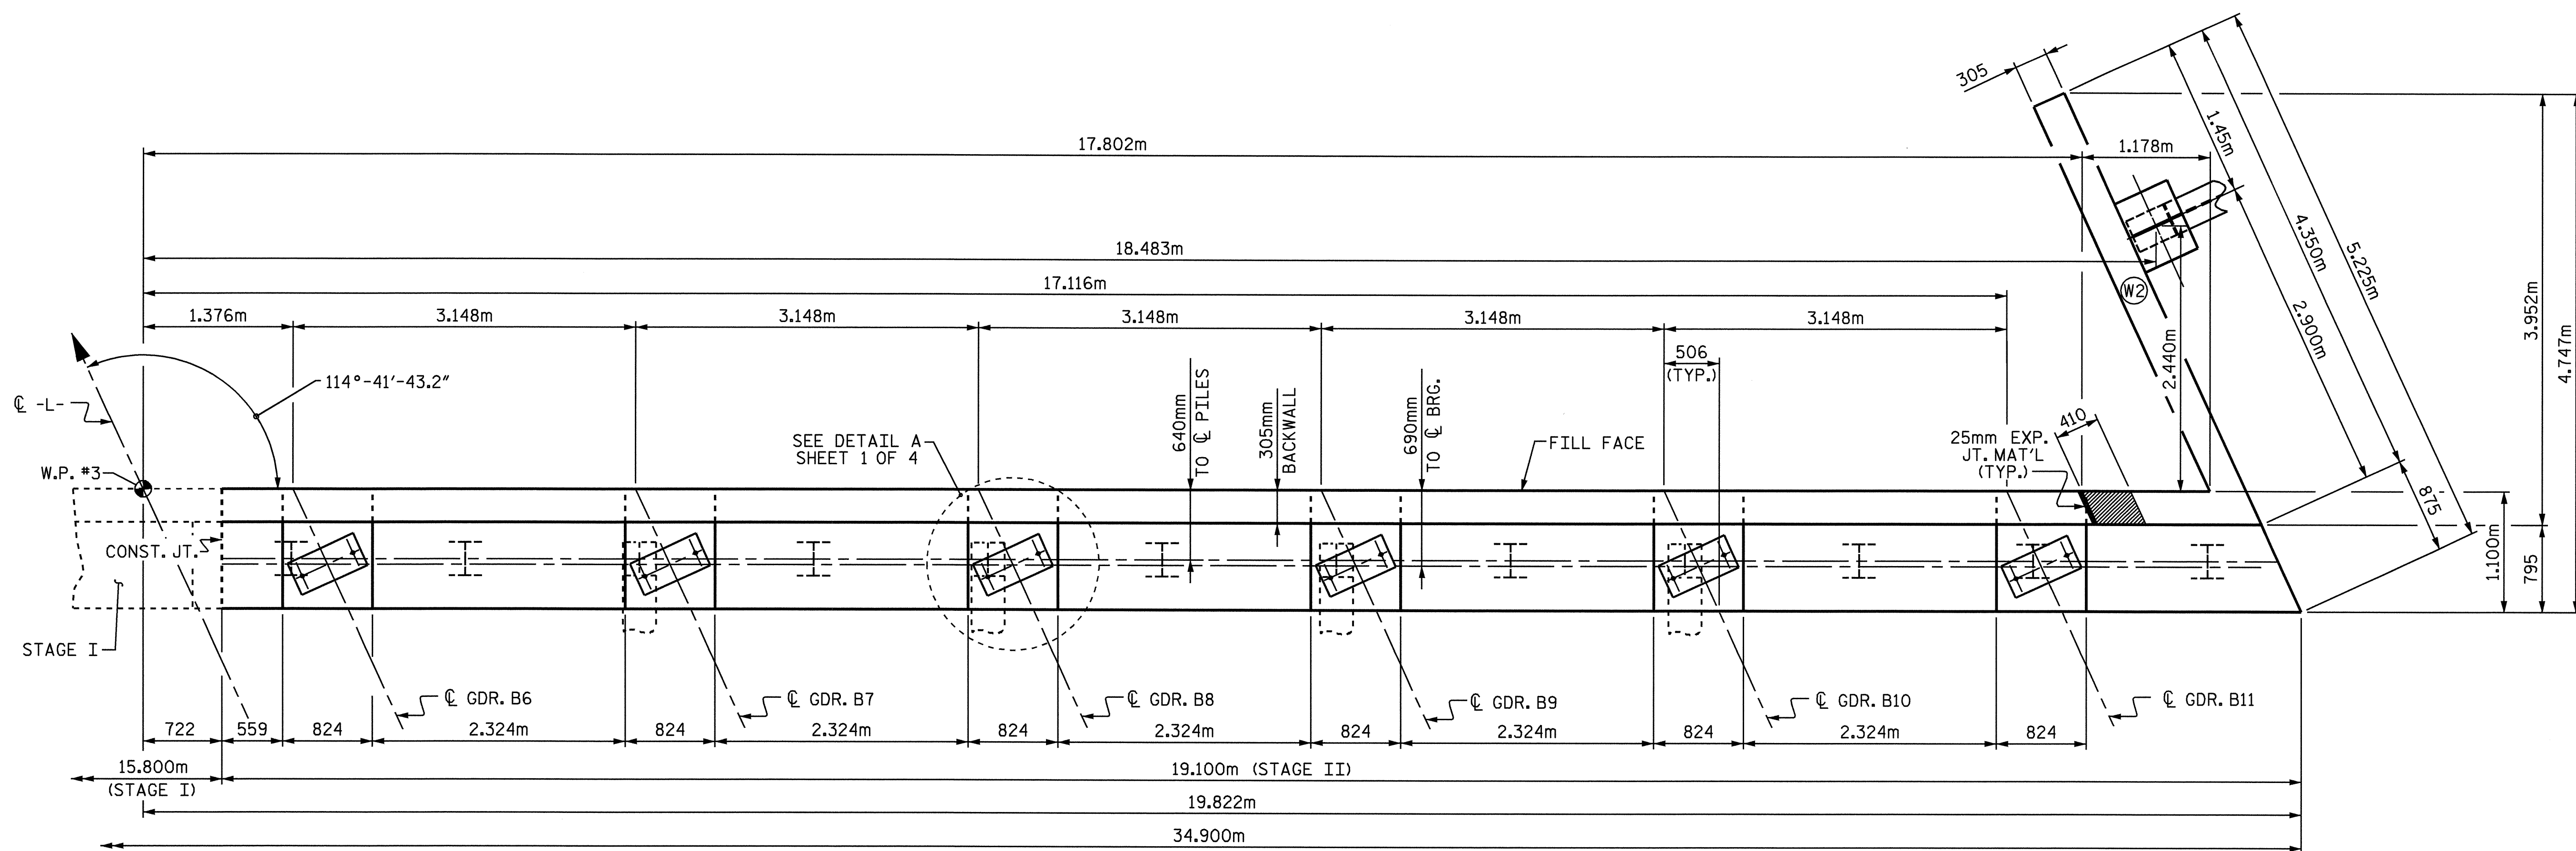 305
17.802m
1.178m
1.45m
4.350m
5.225m
18.483m
17.116m
W2
2.900m
3.952m
4.747m
1.376m
3.148m
3.148m
3.148m
3.148m
3.148m
2.440m
506
(TYP.)
114°-41'-43.2"
℄ -L-
640mm
TO ℄ PILES
305mm
BACKWALL
690mm
TO ℄ BRG.
410
SEE DETAIL A
SHEET 1 OF 4
FILL FACE
25mm EXP.
JT. MAT'L
(TYP.)
W.P. #3
875
CONST. JT.
1.100m
795
STAGE I
℄ GDR. B6
℄ GDR. B7
℄ GDR. B8
℄ GDR. B9
℄ GDR. B10
℄ GDR. B11
722
559
824
2.324m
824
2.324m
824
2.324m
824
2.324m
824
2.324m
824
15.800m
(STAGE I)
19.100m (STAGE II)
19.822m
34.900m